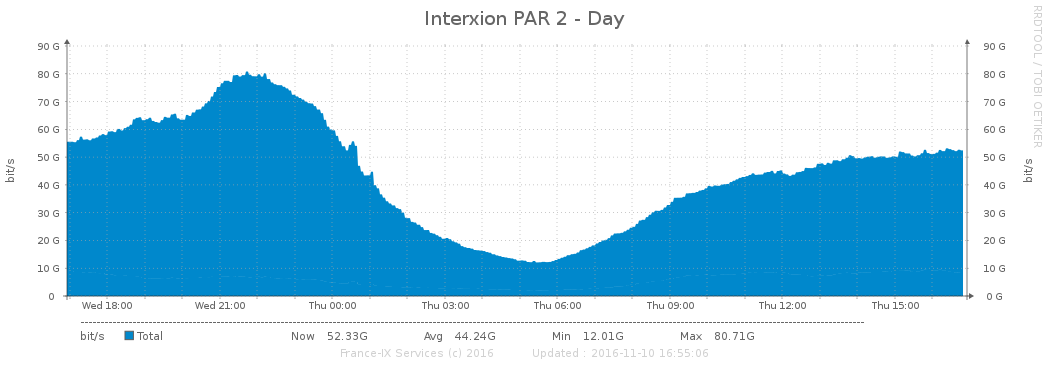 Interxion PAR 2 - Day
RRDTOOL / TOBI OETIKER
bit/s
bit/s
90 G 90 G
80 G 80 G
70 G 70 G
60 G 60 G
50 G 50 G
40 G 40 G
30 G 30 G
20 G 20 G
10 G 10 G
0 0 G
Wed 18:00 Wed 21:00 Thu 00:00 Thu 03:00 Thu 06:00 Thu 09:00 Thu 12:00 Thu 15:00
bit/s Total Now 52.33G Avg 44.24G Min 12.01G Max 80.71G
France-IX Services (c) 2016 Updated : 2016-11-10 16:55:06